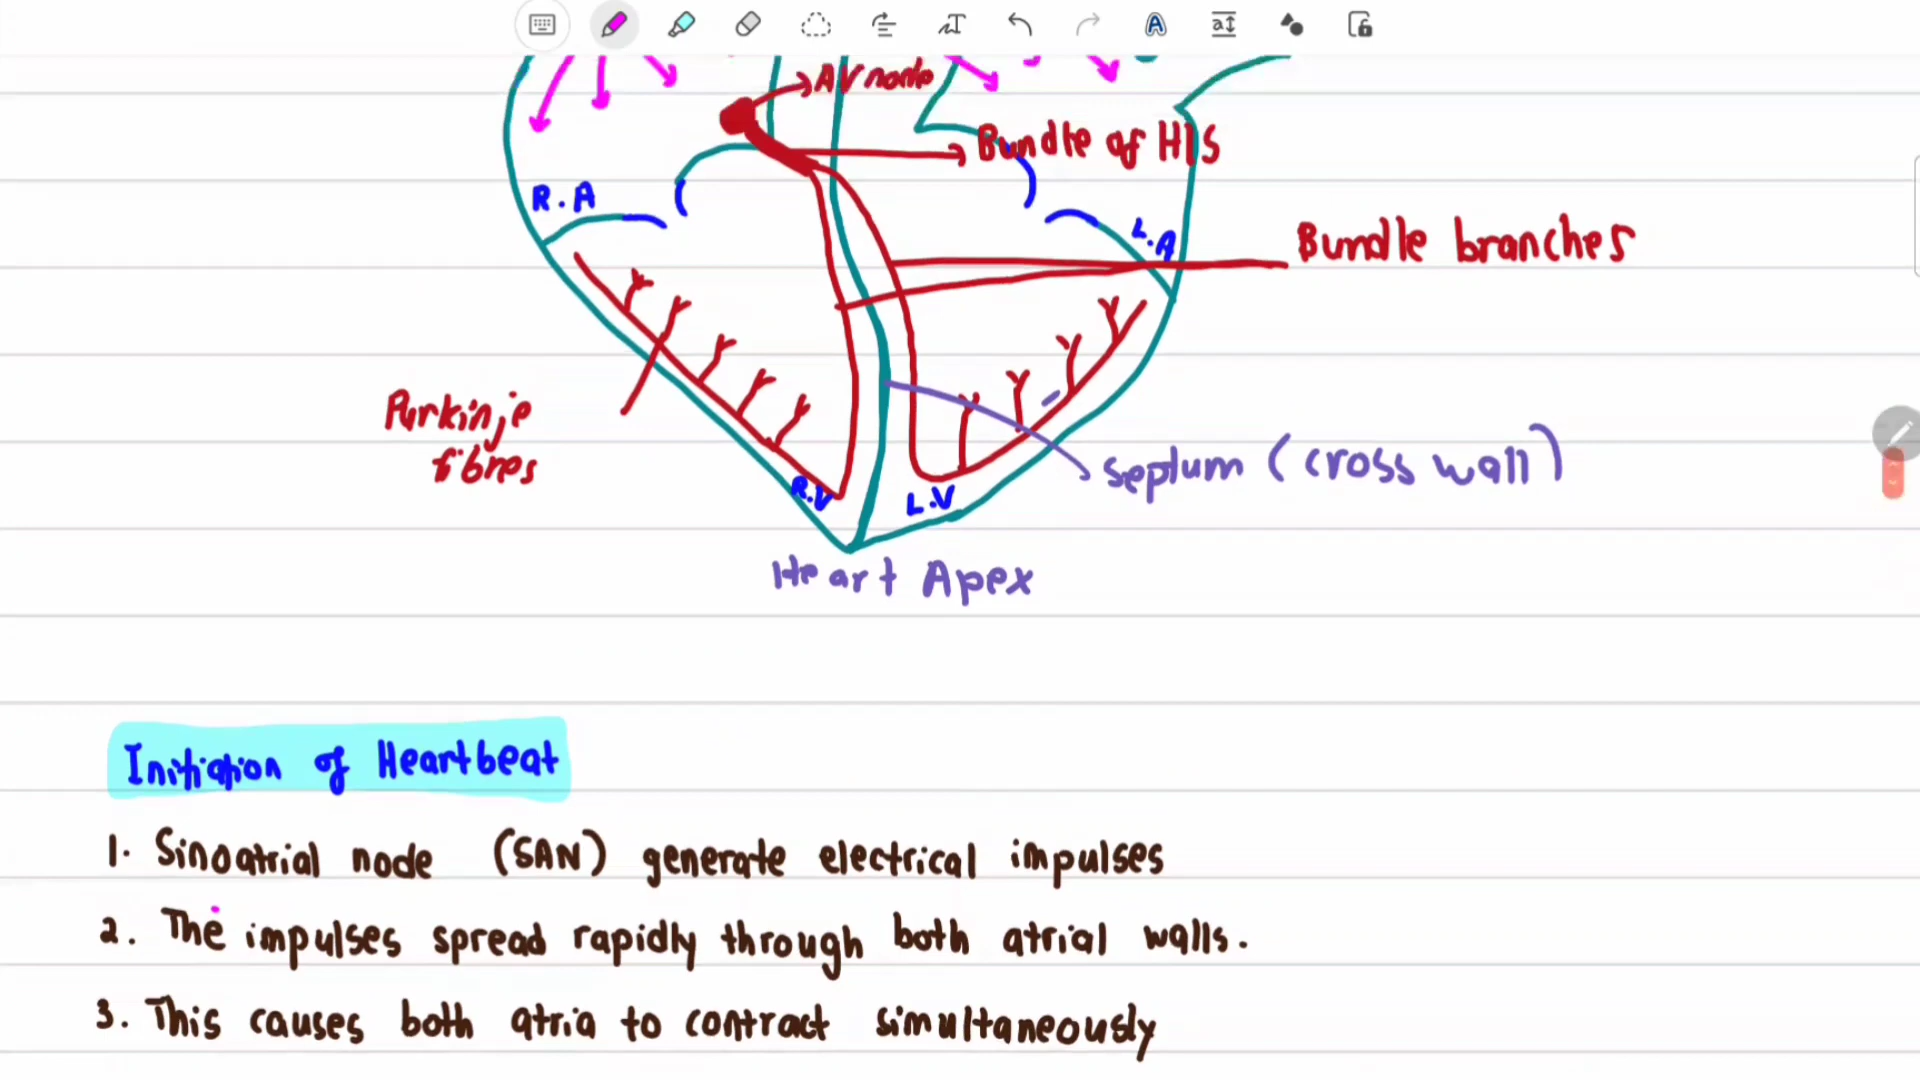 AV node
Bundle of HIS
R.A
L.A
Bundle branches
Purkinje
fibres
septum (cross wall)
R.V
L.V
Heart Apex
Initiation of Heartbeat
1. Sinoatrial node (SAN) generate electrical impulses
2. The impulses spread rapidly through both atrial walls.
3. This causes both atria to contract simultaneously